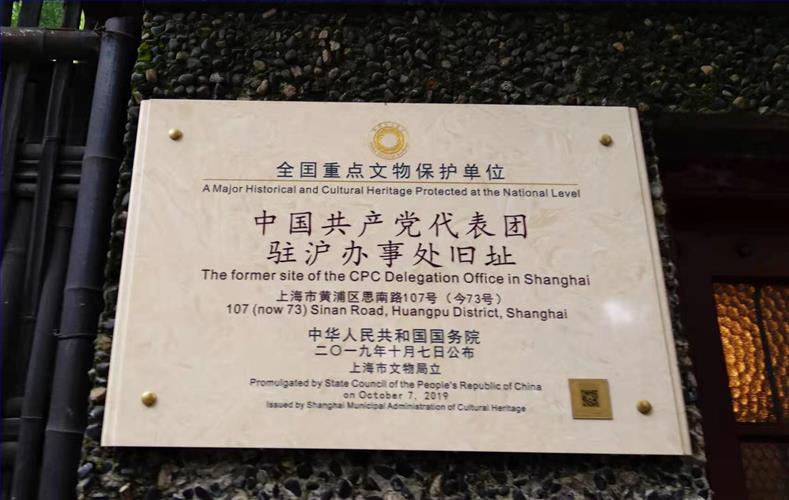 全国重点文物保护单位
A Major Historical and Cultural Heritage Protected at the National Level
中国共产党代表团
驻沪办事处旧址
The former site of the CPC Delegation Office in Shanghai
上海市黄浦区思南路107号（今73号）
107 (now 73) Sinan Road, Huangpu District, Shanghai
中华人民共和国国务院
二〇一九年十月七日公布
上海市文物局立
Promulgated by State Council of the People's Republic of China
on October 7, 2019
Issued by Shanghai Municipal Administration of Cultural Heritage